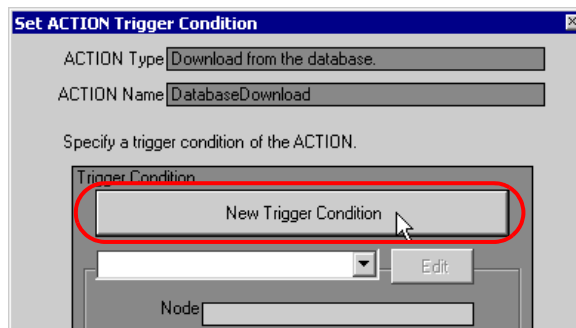 Set ACTION Trigger Condition
ACTION Type Download from the database.
ACTION Name DatabaseDownload
Specify a trigger condition of the ACTION.
Trigger Condition
New Trigger Condition
Edit
Node